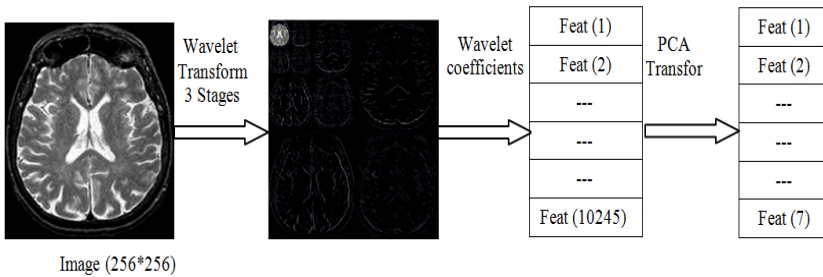 Wavelet
Transform
3 Stages
Wavelet
coefficients
Feat (1)
Feat (2)
---
---
---
Feat (10245)
PCA
Transfor
Feat (1)
Feat (2)
---
---
---
Feat (7)
Image (256*256)